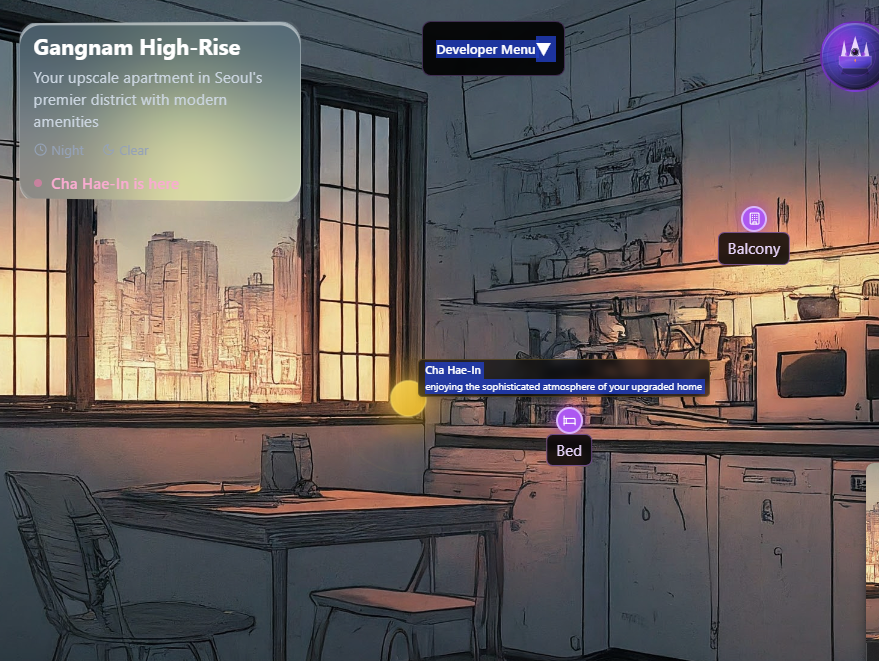 Gangnam High-Rise
Your upscale apartment in Seoul's
premier district with modern
amenities
Night Clear
Cha Hae-In is here
Developer Menu▼
Balcony
Cha Hae-In
enjoying the sophisticated atmosphere of your upgraded home
Bed